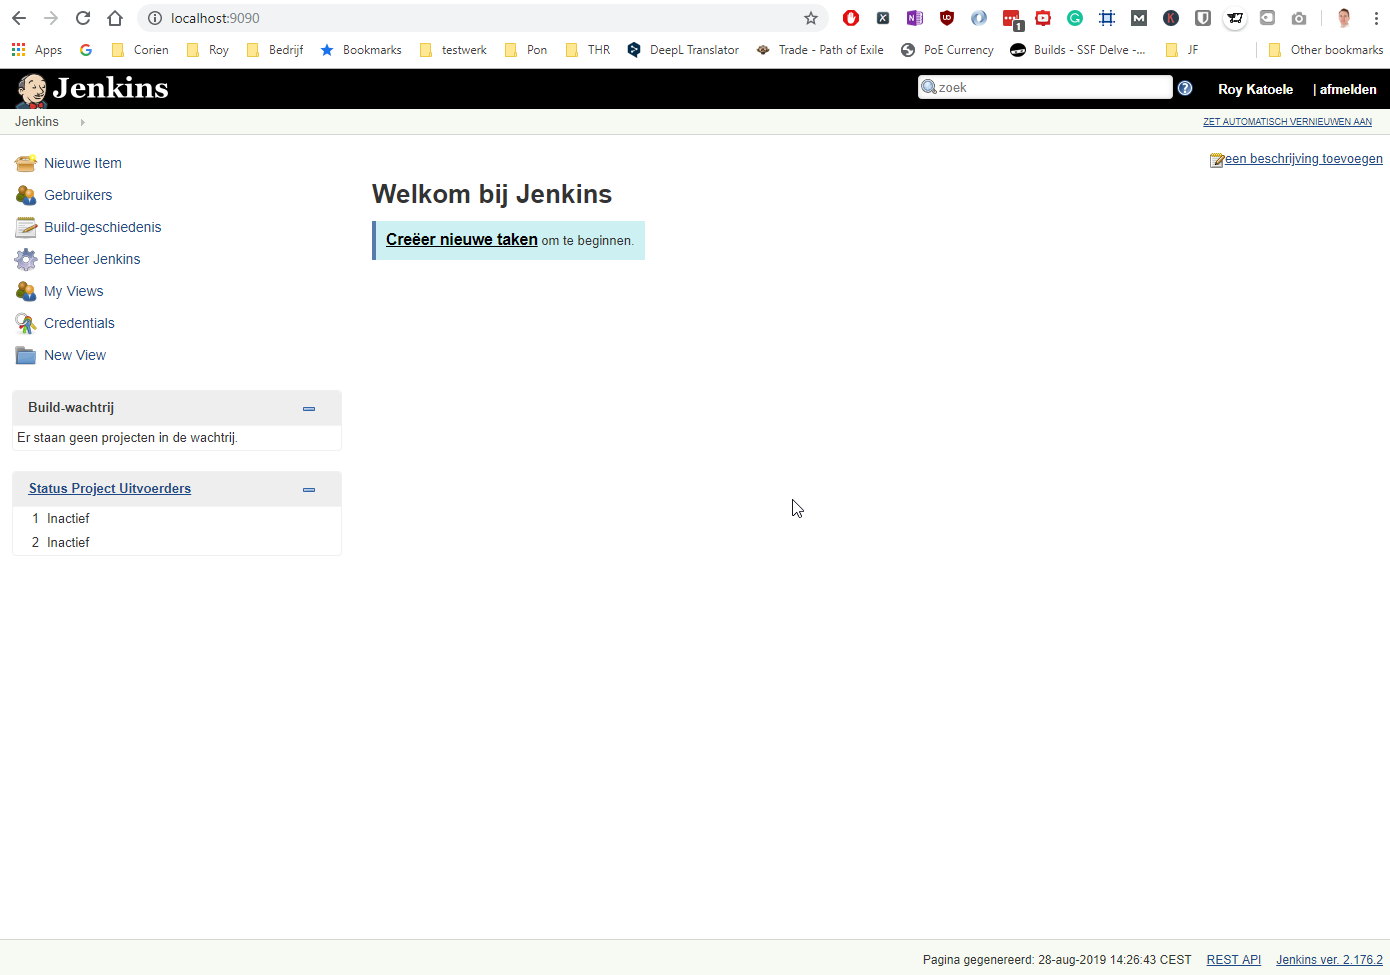 localhost:9090
1
Apps Corien Roy Bedrijf Bookmarks testwerk Pon THR DeepL Translator Trade - Path of Exile PoE Currency Builds - SSF Delve -... JF Other bookmarks
Jenkins zoek Roy Katoele | afmelden
Jenkins ZET AUTOMATISCH VERNIEUWEN AAN
een beschrijving toevoegen
Nieuwe Item
Gebruikers
Build-geschiedenis
Beheer Jenkins
My Views
Credentials
New View
Welkom bij Jenkins
Creëer nieuwe taken om te beginnen.
Build-wachtrij
Er staan geen projecten in de wachtrij.
Status Project Uitvoerders
1 Inactief
2 Inactief
Pagina gegenereerd: 28-aug-2019 14:26:43 CEST REST API Jenkins ver. 2.176.2